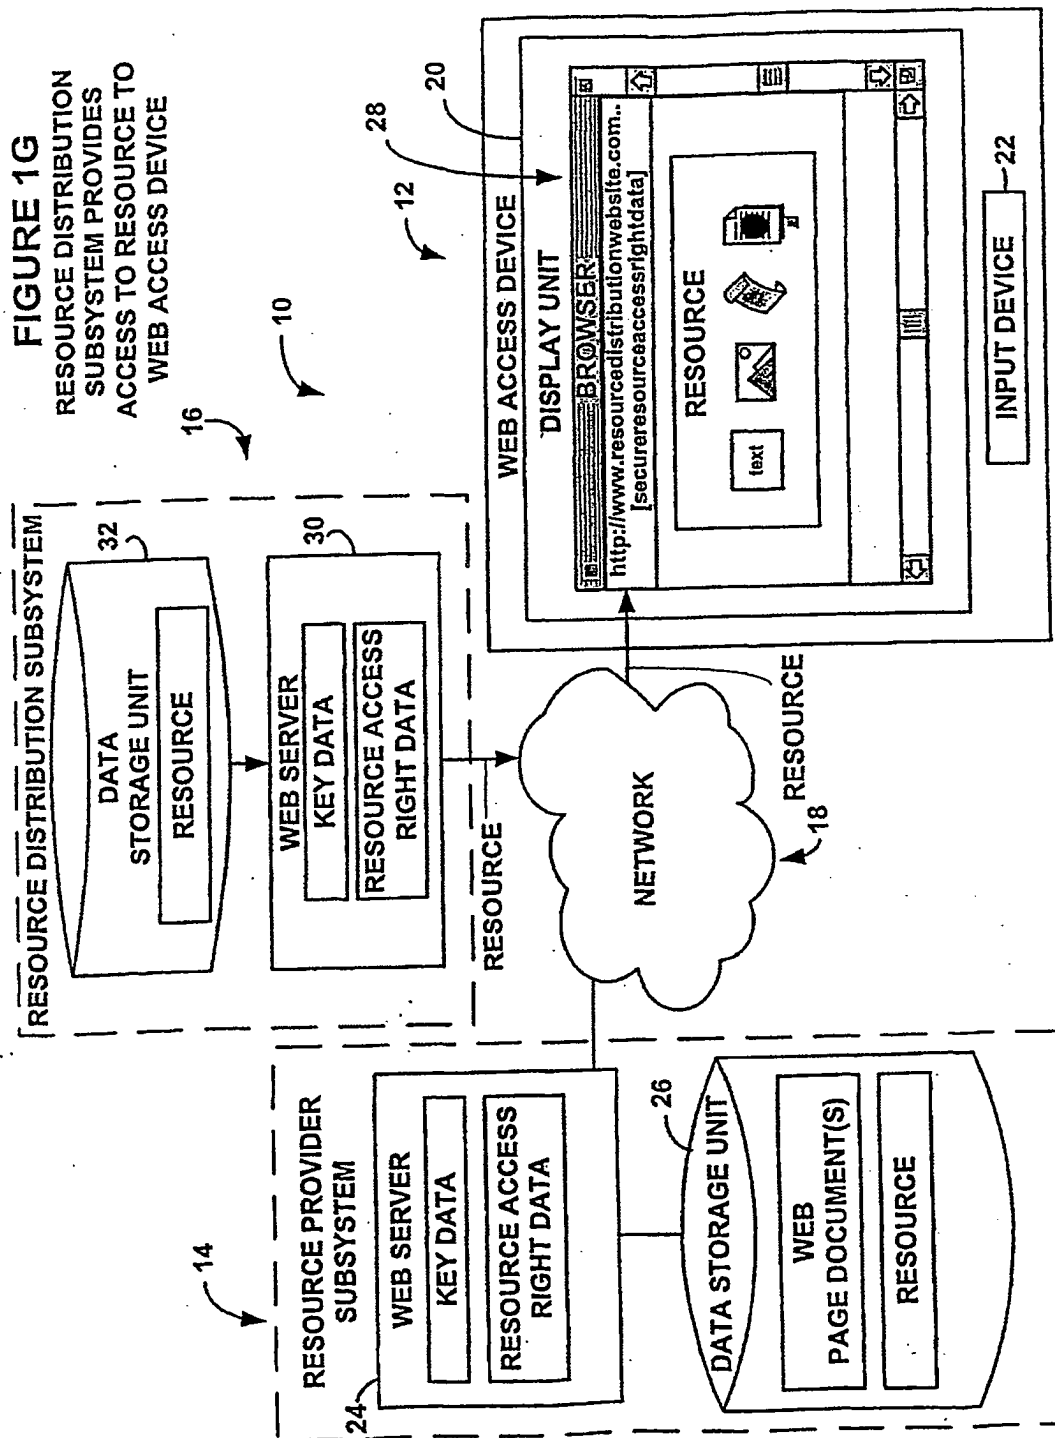 FIGURE 1G
RESOURCE DISTRIBUTION
SUBSYSTEM PROVIDES
ACCESS TO RESOURCE TO
WEB ACCESS DEVICE
10
16
RESOURCE DISTRIBUTION SUBSYSTEM
32
DATA
STORAGE UNIT
RESOURCE
30
WEB SERVER
KEY DATA
RESOURCE ACCESS
RIGHT DATA
RESOURCE
14
RESOURCE PROVIDER
SUBSYSTEM
24
WEB SERVER
KEY DATA
RESOURCE ACCESS
RIGHT DATA
26
DATA STORAGE UNIT
WEB
PAGE DOCUMENT(S)
RESOURCE
NETWORK
18
RESOURCE
12
28
20
WEB ACCESS DEVICE
DISPLAY UNIT
BROWSER
http://www.resourcedistributionwebsite.com..
[secureresourceaccessrightdata]
RESOURCE
text
INPUT DEVICE
22